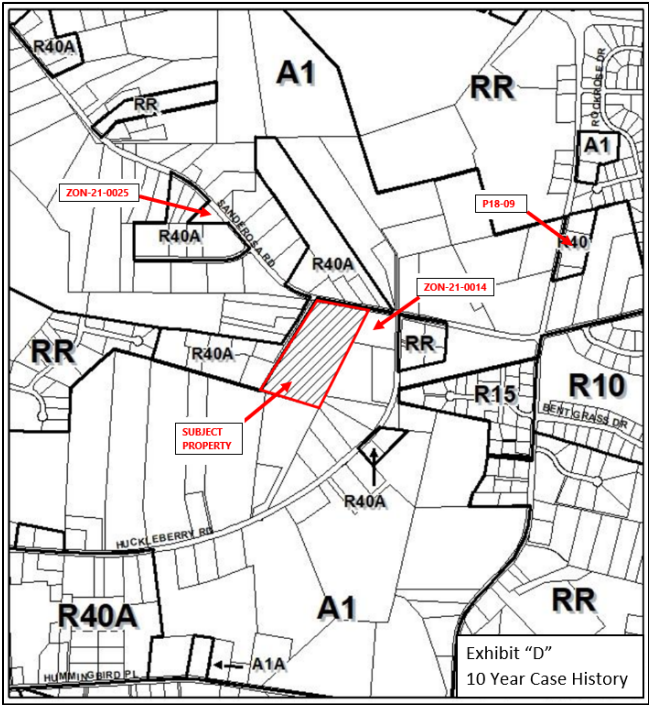 R40A
A1
RR
ROCKROSE DR
RR
A1
ZON-21-0025
SANDEROSA RD
P18-09
R40
R40A
R40A
ZON-21-0014
RR
R40A
RR
R10
R15
BENT GRASS DR
SUBJECT
PROPERTY
R40A
HUCKLEBERRY RD
R40A
A1
RR
A1A
HUMMINGBIRD PL
Exhibit “D”
10 Year Case History